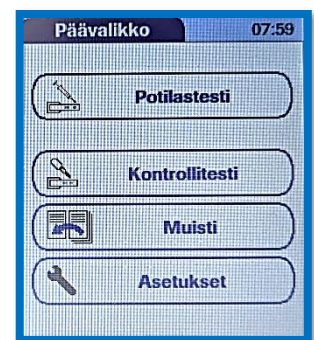 Päävalikko 07:59
Potilastesti
Kontrollitesti
Muisti
Asetukset